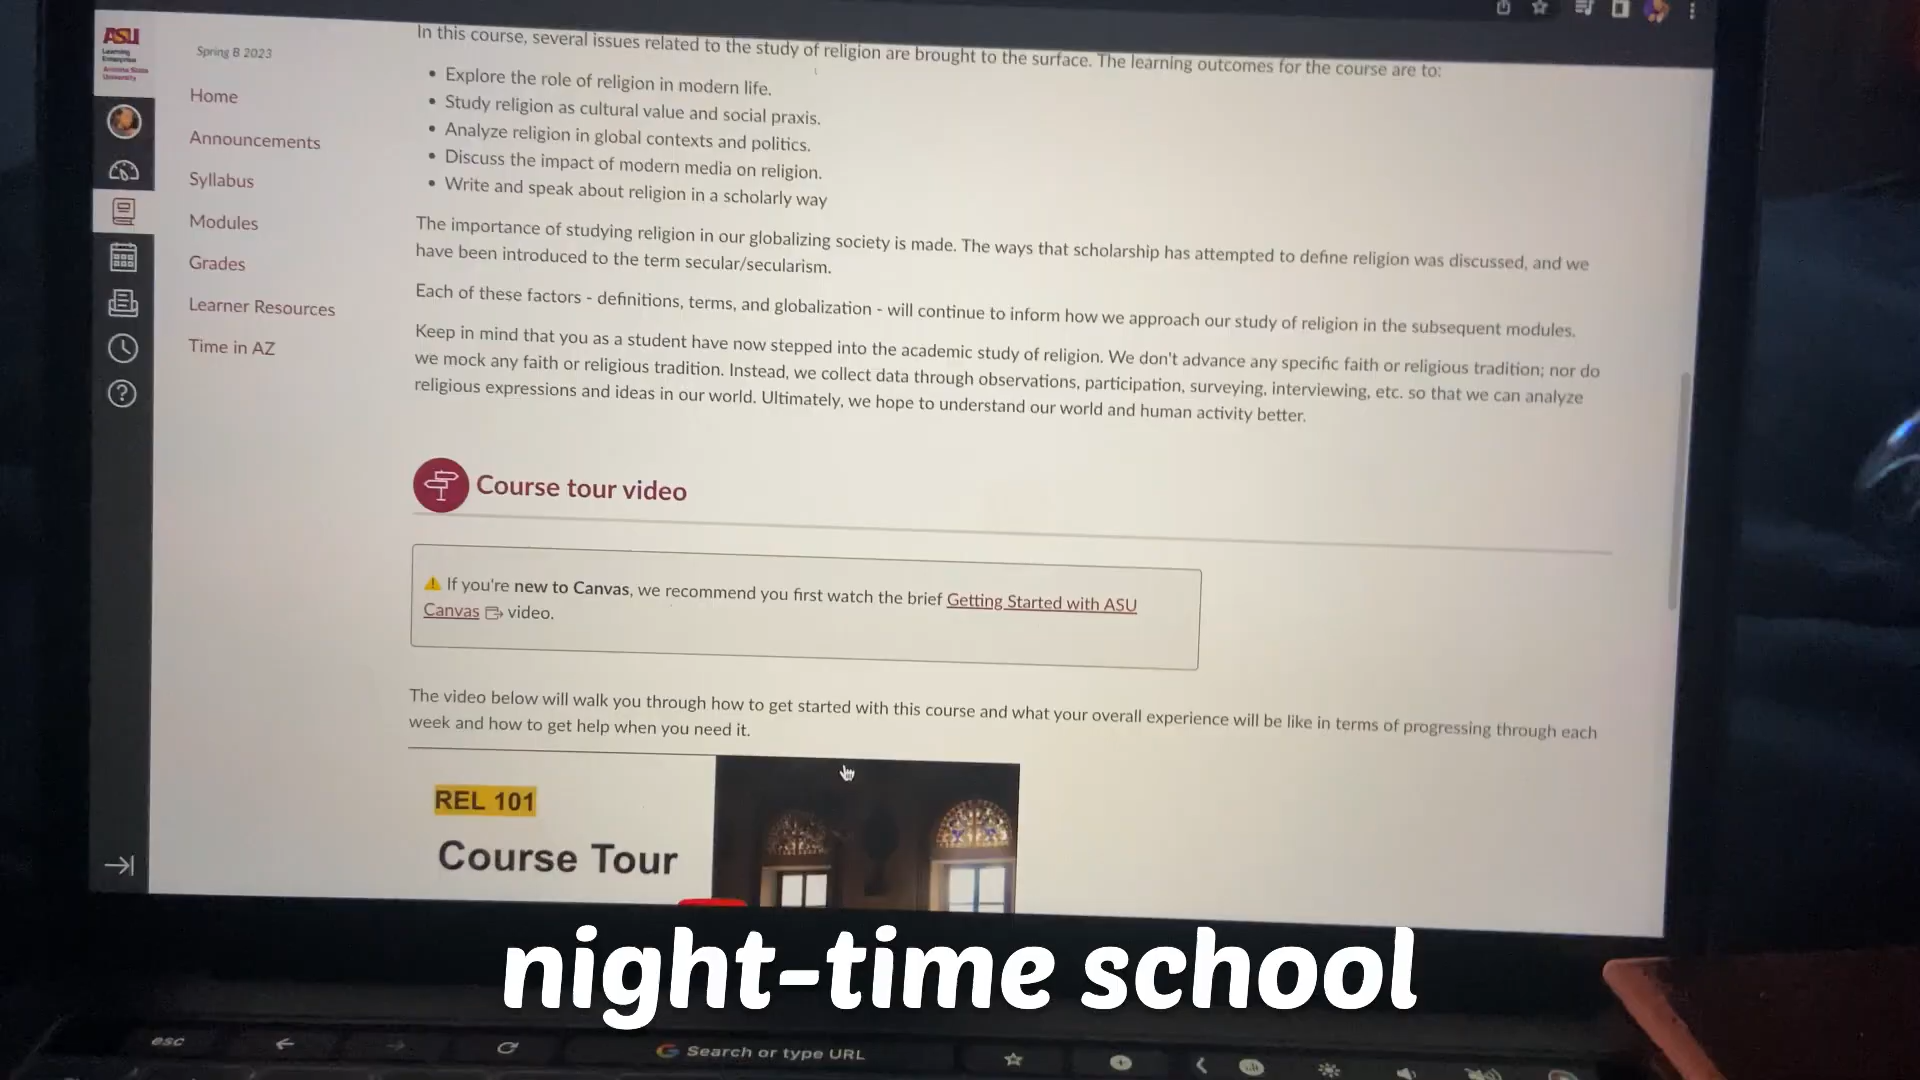 ASU
Learning
Enterprise
Arizona State
University
Spring B 2023
Home
Announcements
Syllabus
Modules
Grades
Learner Resources
Time in AZ
In this course, several issues related to the study of religion are brought to the surface. The learning outcomes for the course are to:
• Explore the role of religion in modern life.
• Study religion as cultural value and social praxis.
• Analyze religion in global contexts and politics.
• Discuss the impact of modern media on religion.
• Write and speak about religion in a scholarly way
The importance of studying religion in our globalizing society is made. The ways that scholarship has attempted to define religion was discussed, and we
have been introduced to the term secular/secularism.
Each of these factors - definitions, terms, and globalization - will continue to inform how we approach our study of religion in the subsequent modules.
Keep in mind that you as a student have now stepped into the academic study of religion. We don't advance any specific faith or religious tradition; nor do
we mock any faith or religious tradition. Instead, we collect data through observations, participation, surveying, interviewing, etc. so that we can analyze
religious expressions and ideas in our world. Ultimately, we hope to understand our world and human activity better.
Course tour video
If you're new to Canvas, we recommend you first watch the brief Getting Started with ASU
Canvas video.
The video below will walk you through how to get started with this course and what your overall experience will be like in terms of progressing through each
week and how to get help when you need it.
REL 101
Course Tour
night-time school
esc
Search or type URL